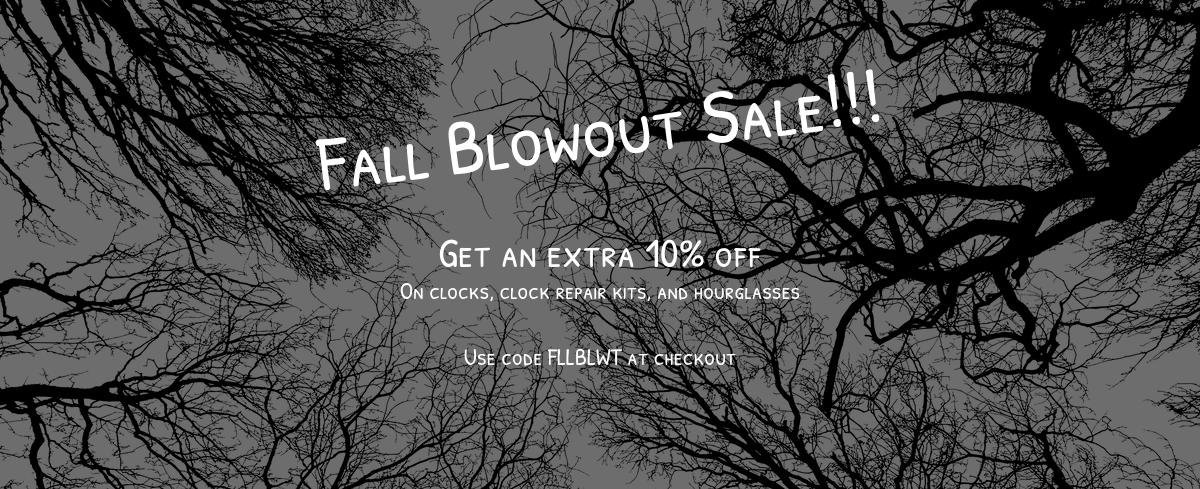 Fall Blowout Sale!!!
Get an extra 10% off
On clocks, clock repair kits, and hourglasses
Use code FLLBLWT at checkout